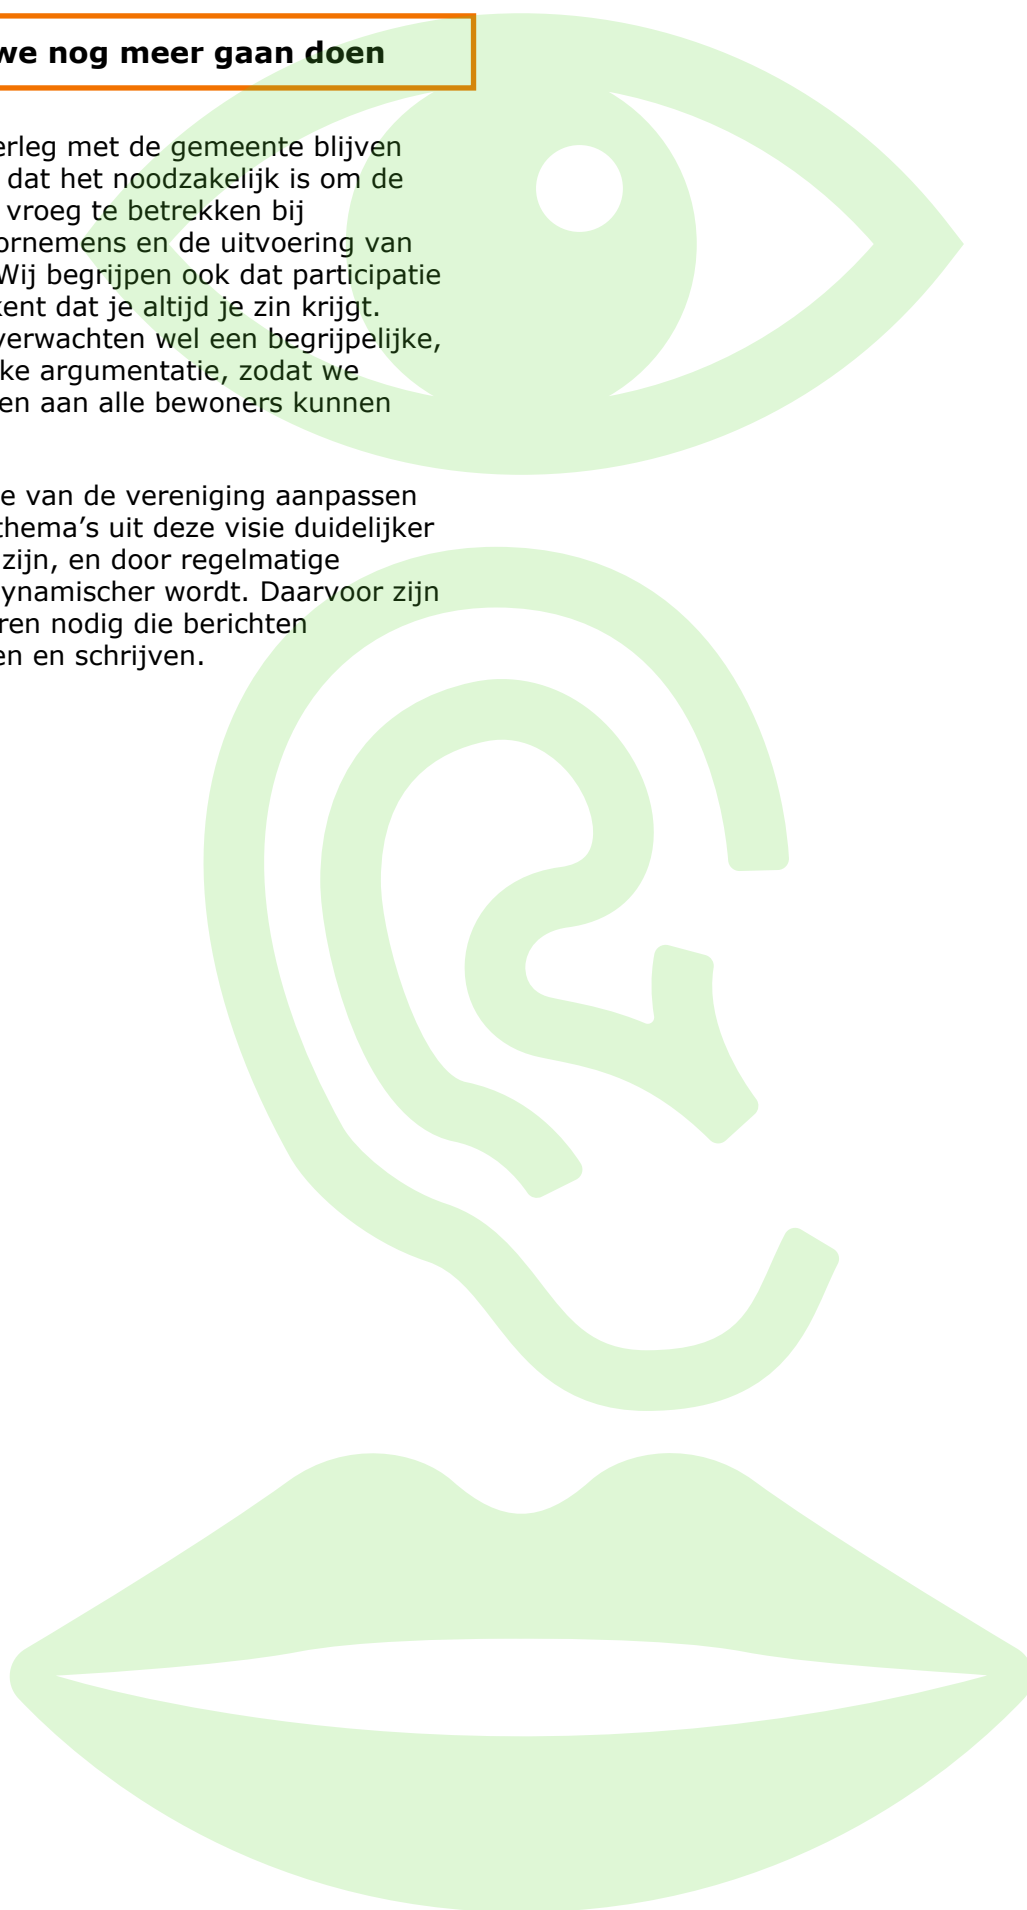 we nog meer gaan doen
erleg met de gemeente blijven
dat het noodzakelijk is om de
vroeg te betrekken bij
ornemens en de uitvoering van
Wij begrijpen ook dat participatie
kent dat je altijd je zin krijgt.
verwachten wel een begrijpelijke,
ke argumentatie, zodat we
en aan alle bewoners kunnen
e van de vereniging aanpassen
thema's uit deze visie duidelijker
zijn, en door regelmatige
ynamischer wordt. Daarvoor zijn
ren nodig die berichten
en en schrijven.